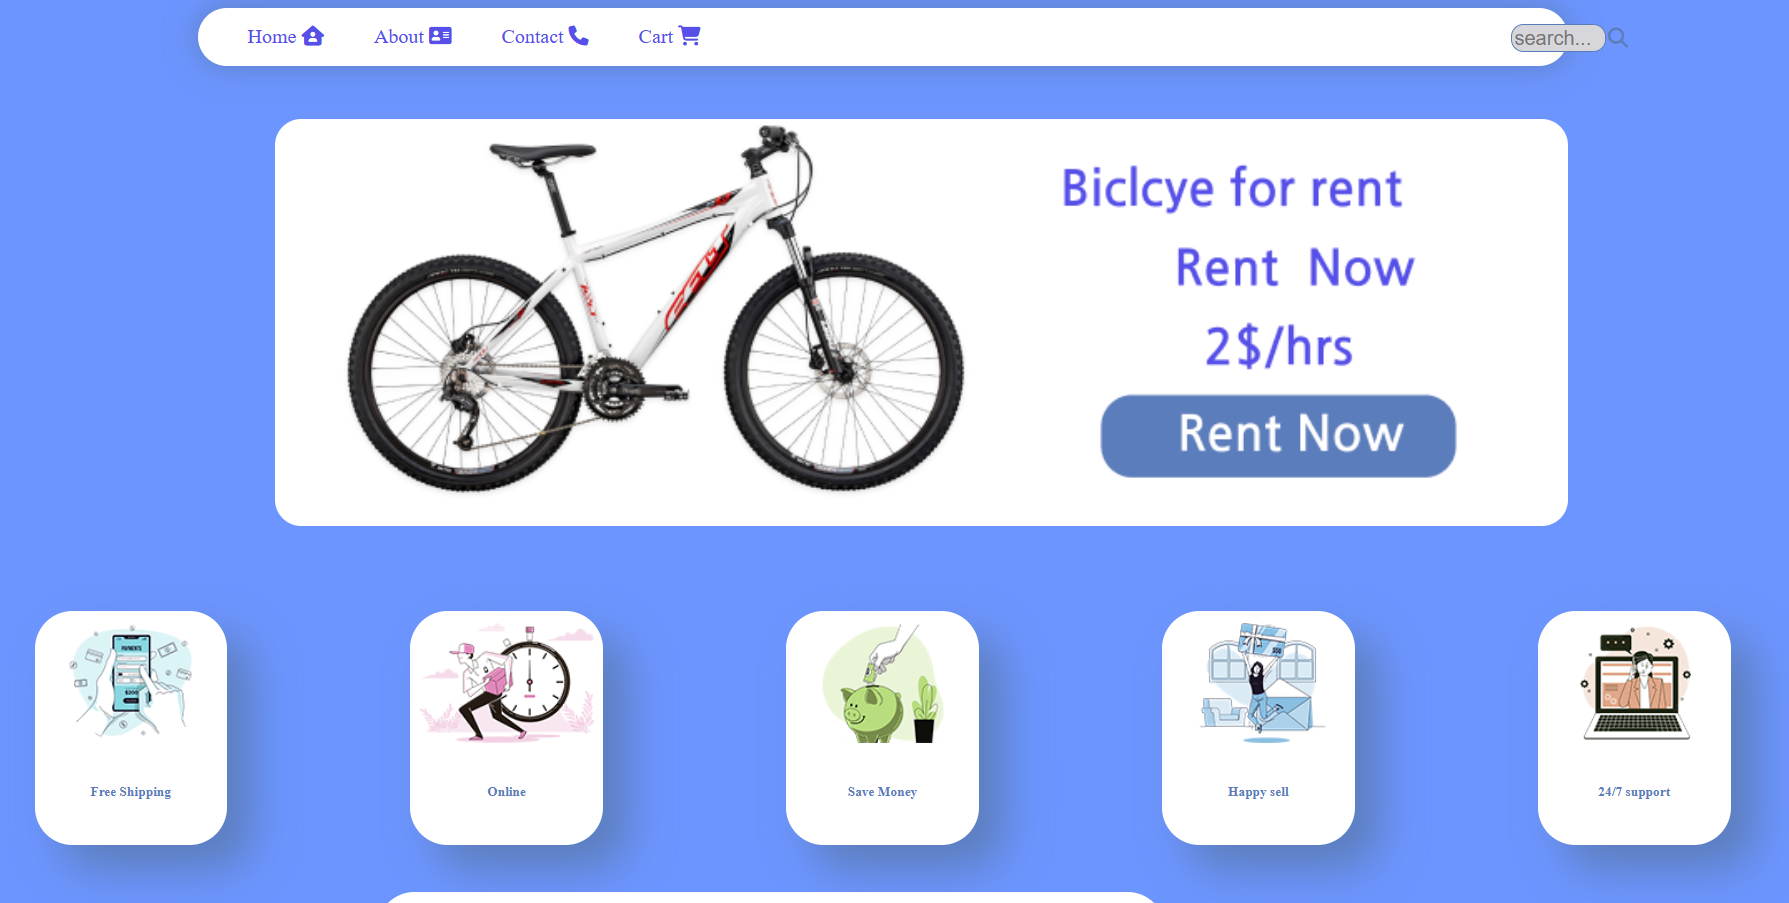 Home
About
Contact
Cart
search...
Biclcye for rent
Rent Now
2$/hrs
Rent Now
PAYMENTS
Free Shipping
Online
Save Money
Happy sell
24/7 support